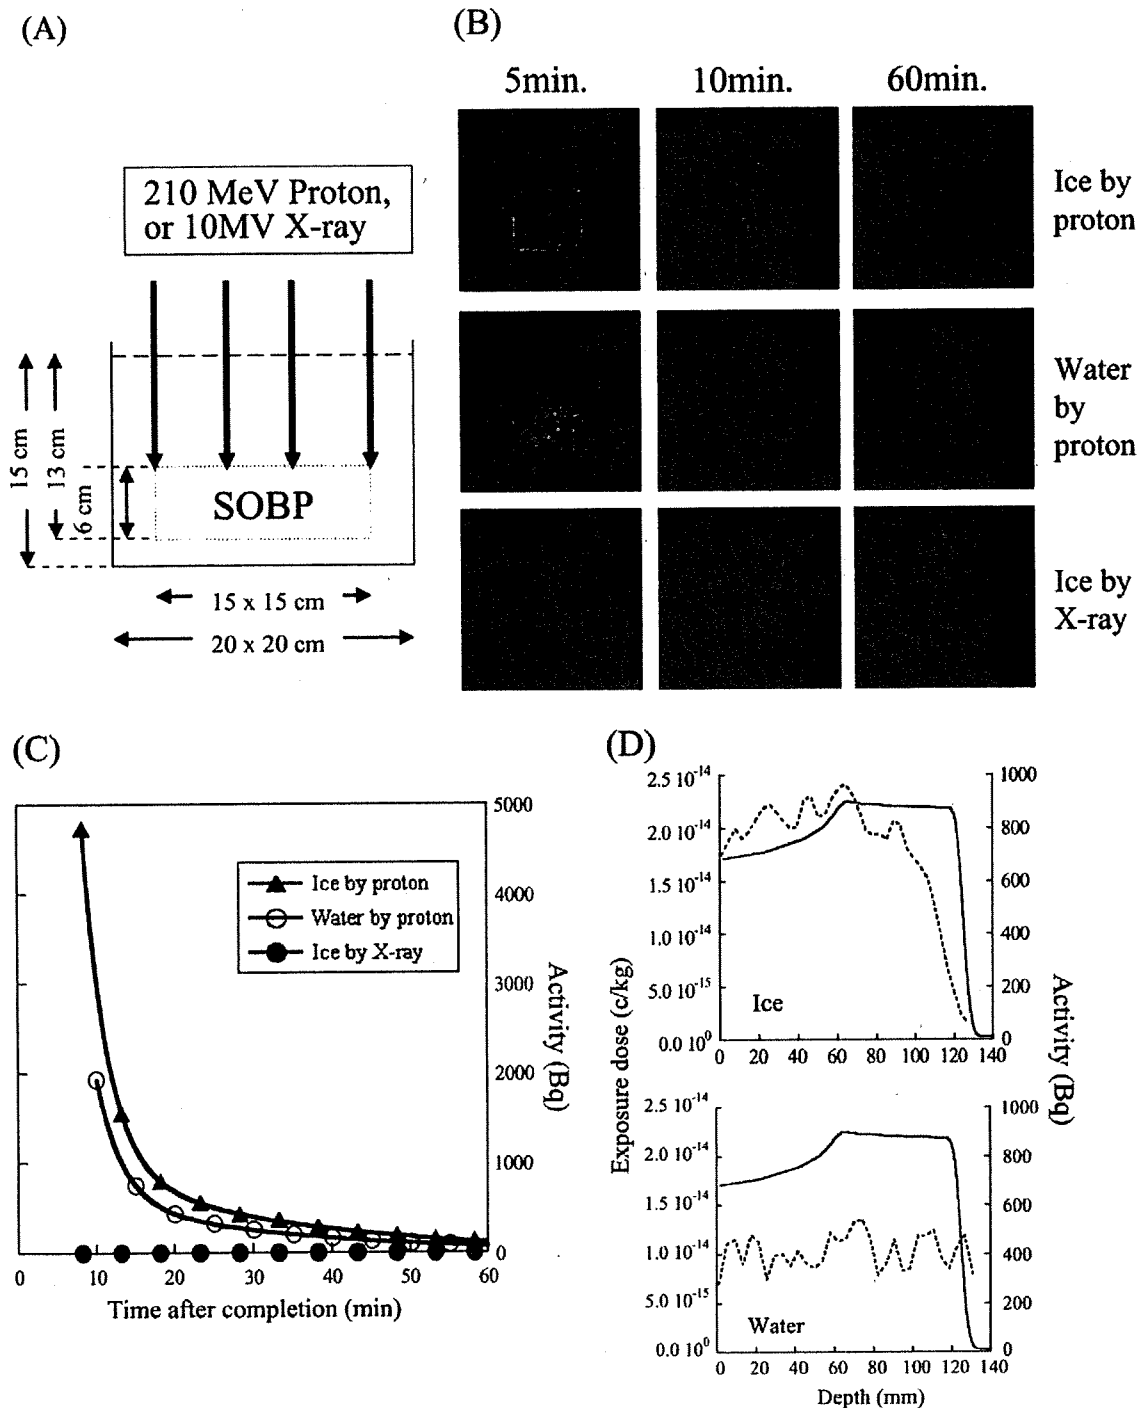 (A)
210 MeV Proton,
or 10MV X-ray
15 cm
13 cm
6 cm
SOBP
15 x 15 cm
20 x 20 cm
(B)
5min.
10min.
60min.
Ice by
proton
Water
by
proton
Ice by
X-ray
(C)
5000
4000
3000
2000
1000
0
Activity (Bq)
Ice by proton
Water by proton
Ice by X-ray
0
10
20
30
40
50
60
Time after completion (min)
(D)
2.5 10-14
2.0 10-14
1.5 10-14
1.0 10-14
5.0 10-15
0.0 100
1000
800
600
400
200
0
Ice
0
20
40
60
80
100
120
140
Exposure dose (c/kg)
Activity (Bq)
2.5 10-14
2.0 10-14
1.5 10-14
1.0 10-14
5.0 10-15
0.0 100
1000
800
600
400
200
0
Water
0
20
40
60
80
100
120
140
Depth (mm)